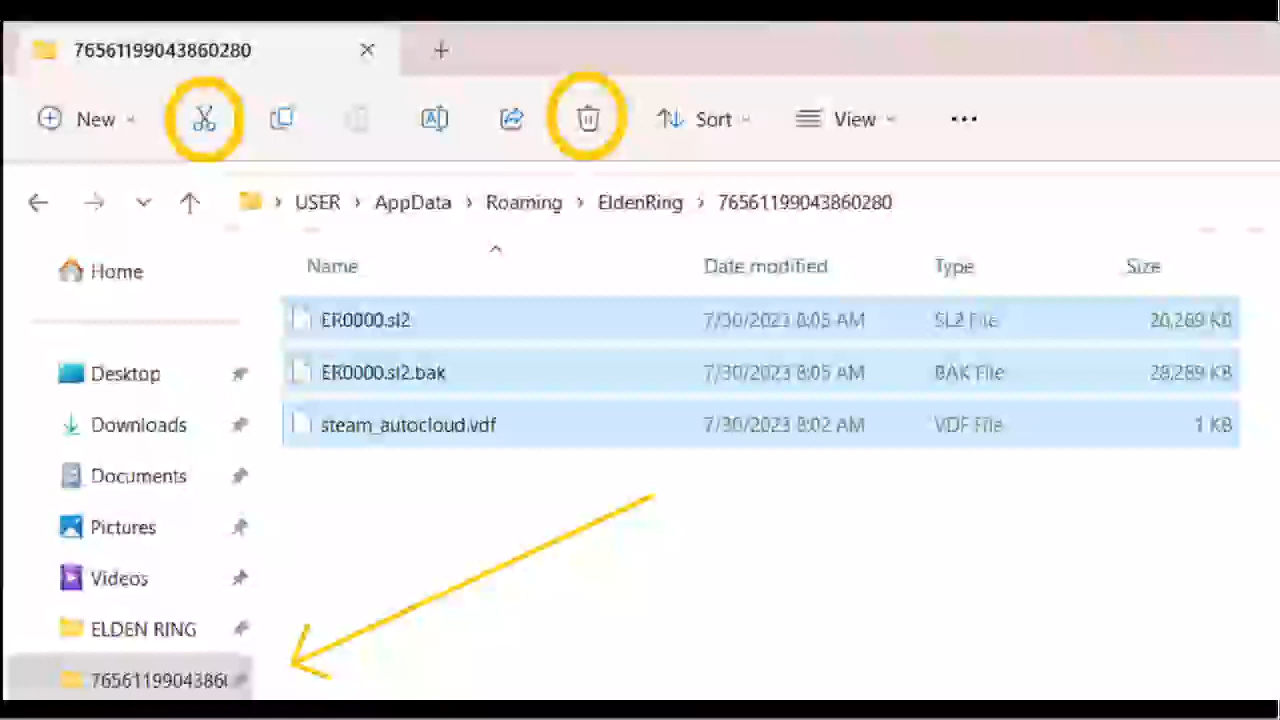 76561199043860280
New
Sort
View
USER > AppData > Roaming > EldenRing > 76561199043860280
Home
Name Date modified Type Size
ER0000.sl2 7/30/2023 8:05 AM SL2 File KB
ER0000.sl2.bak 7/30/2023 8:05 AM BAK File 28,289 KB
steam_autocloud.vdf 7/30/2023 8:02 AM VDF File 1 KB
Desktop
Downloads
Documents
Pictures
Videos
ELDEN RING
7656119904386